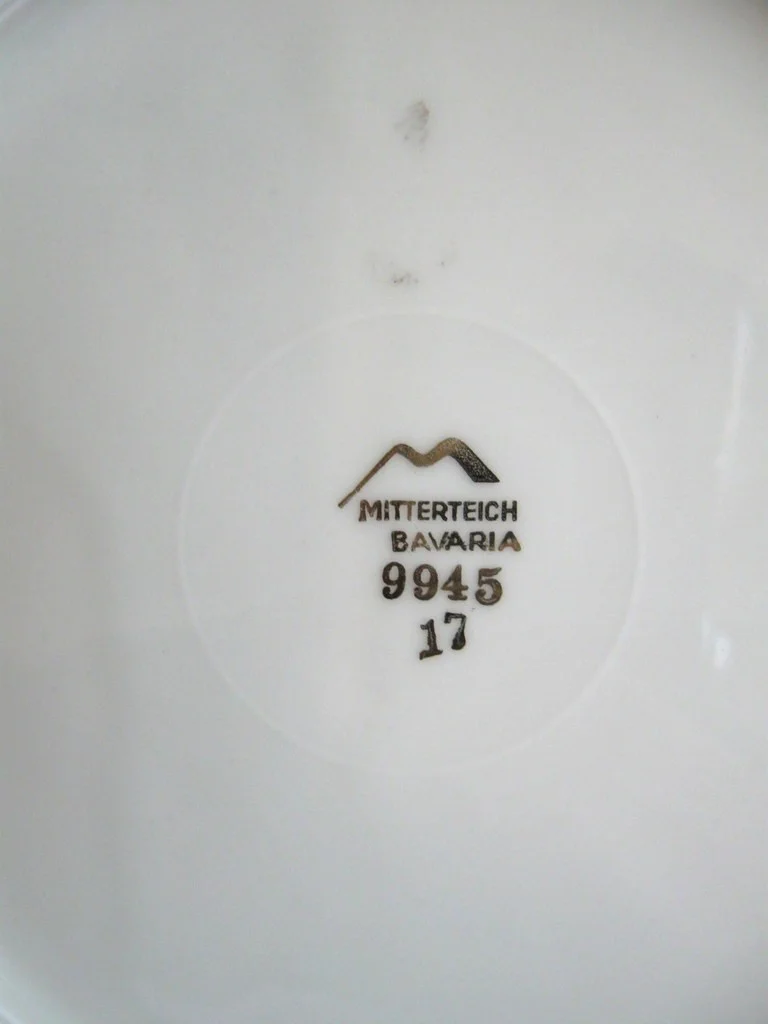 MITTERTEICH
BAVARIA
9945
17